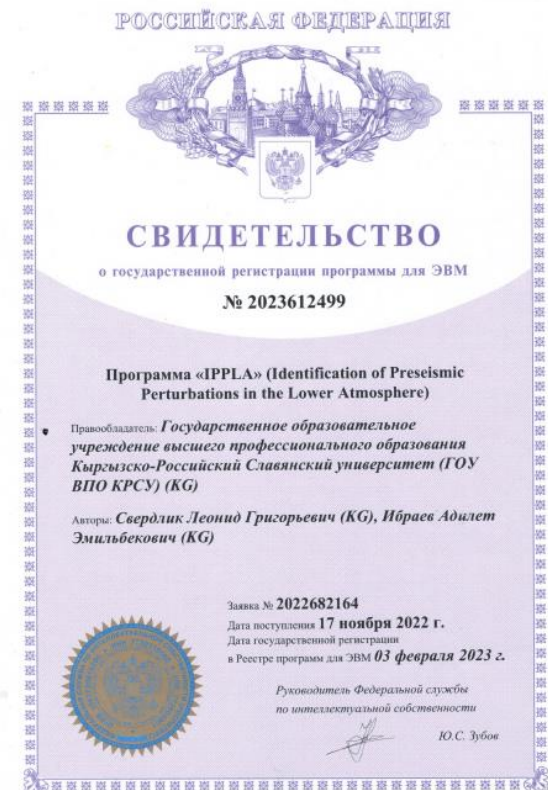 РОССИЙСКАЯ ФЕДЕРАЦИЯ
СВИДЕТЕЛЬСТВО
о государственной регистрации программы для ЭВМ
№ 2023612499
Программа «IPPLA» (Identification of Preseismic
Perturbations in the Lower Atmosphere)
Правообладатель: Государственное образовательное
учреждение высшего профессионального образования
Кыргызско-Российский Славянский университет (ГОУ
ВПО КРСУ) (KG)
Авторы: Свердлик Леонид Григорьевич (KG), Ибраев Адилет
Эмильбекович (KG)
Заявка № 2022682164
Дата поступления 17 ноября 2022 г.
Дата государственной регистрации
в Реестре программ для ЭВМ 03 февраля 2023 г.
Руководитель Федеральной службы
по интеллектуальной собственности
Ю.С. Зубов